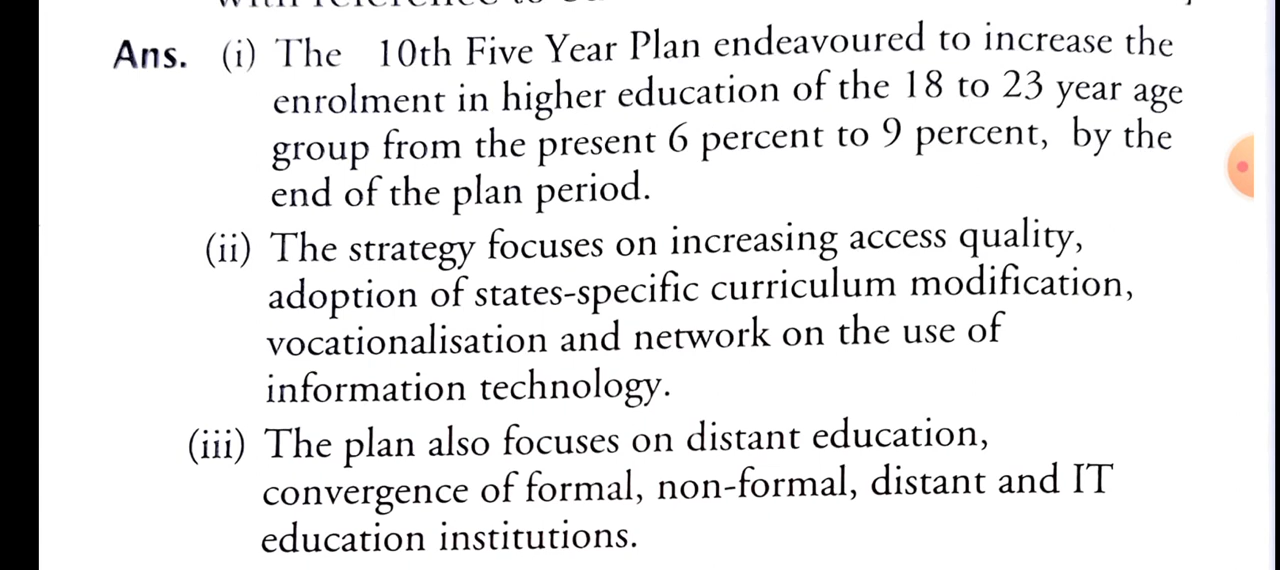 Ans. (i) The 10th Five Year Plan endeavoured to increase the
enrolment in higher education of the 18 to 23 year age
group from the present 6 percent to 9 percent, by the
end of the plan period.
(ii) The strategy focuses on increasing access quality,
adoption of states-specific curriculum modification,
vocationalisation and network on the use of
information technology.
(iii) The plan also focuses on distant education,
convergence of formal, non-formal, distant and IT
education institutions.